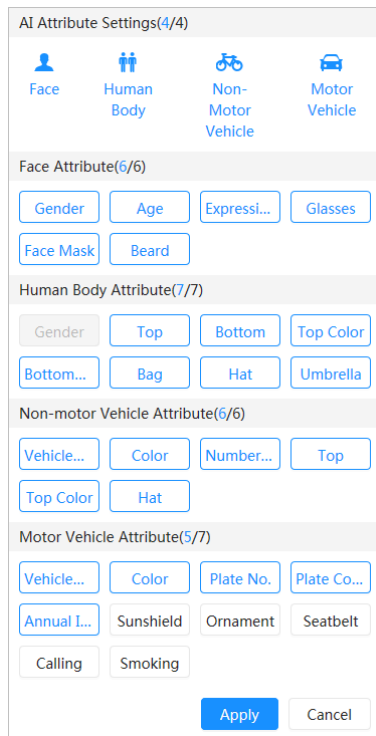 AI Attribute Settings(4/4)
Face Human Body Non-Motor Vehicle Motor Vehicle
Face Attribute(6/6)
Gender Age Expressi... Glasses
Face Mask Beard
Human Body Attribute(7/7)
Gender Top Bottom Top Color
Bottom... Bag Hat Umbrella
Non-motor Vehicle Attribute(6/6)
Vehicle... Color Number... Top
Top Color Hat
Motor Vehicle Attribute(5/7)
Vehicle... Color Plate No. Plate Co...
Annual I... Sunshield Ornament Seatbelt
Calling Smoking
Apply Cancel